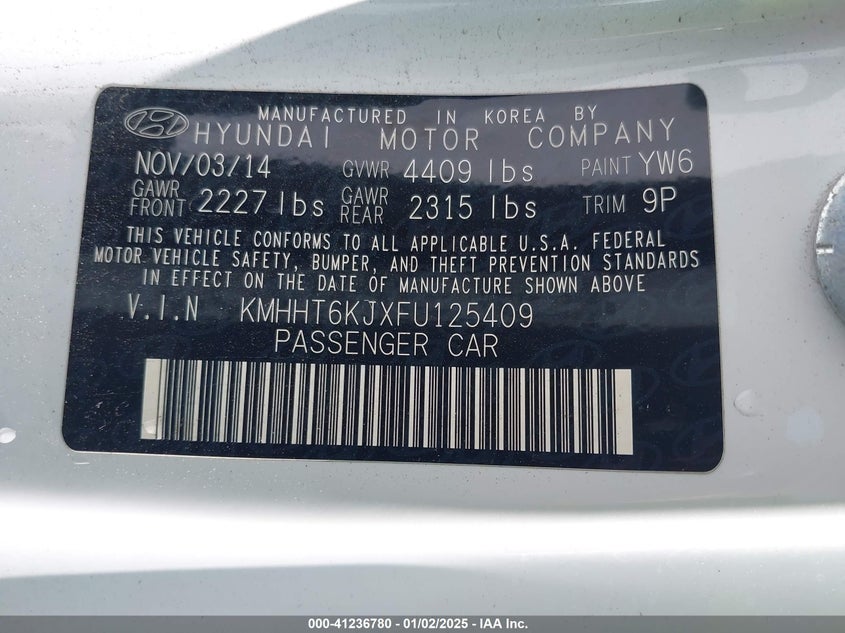 MANUFACTURED IN KOREA BY
HYUNDAI MOTOR COMPANY
NOV/03/14 GVWR 4409 lbs PAINT YW6
GAWR FRONT 2227 lbs GAWR REAR 2315 lbs TRIM 9P
THIS VEHICLE CONFORMS TO ALL APPLICABLE U.S.A. FEDERAL
MOTOR VEHICLE SAFETY, BUMPER, AND THEFT PREVENTION STANDARDS
IN EFFECT ON THE DATE OF MANUFACTURE SHOWN ABOVE.
V.I.N KMHHT6KJXFU125409
PASSENGER CAR
000-41236780 - 01/02/2025 - IAA Inc.